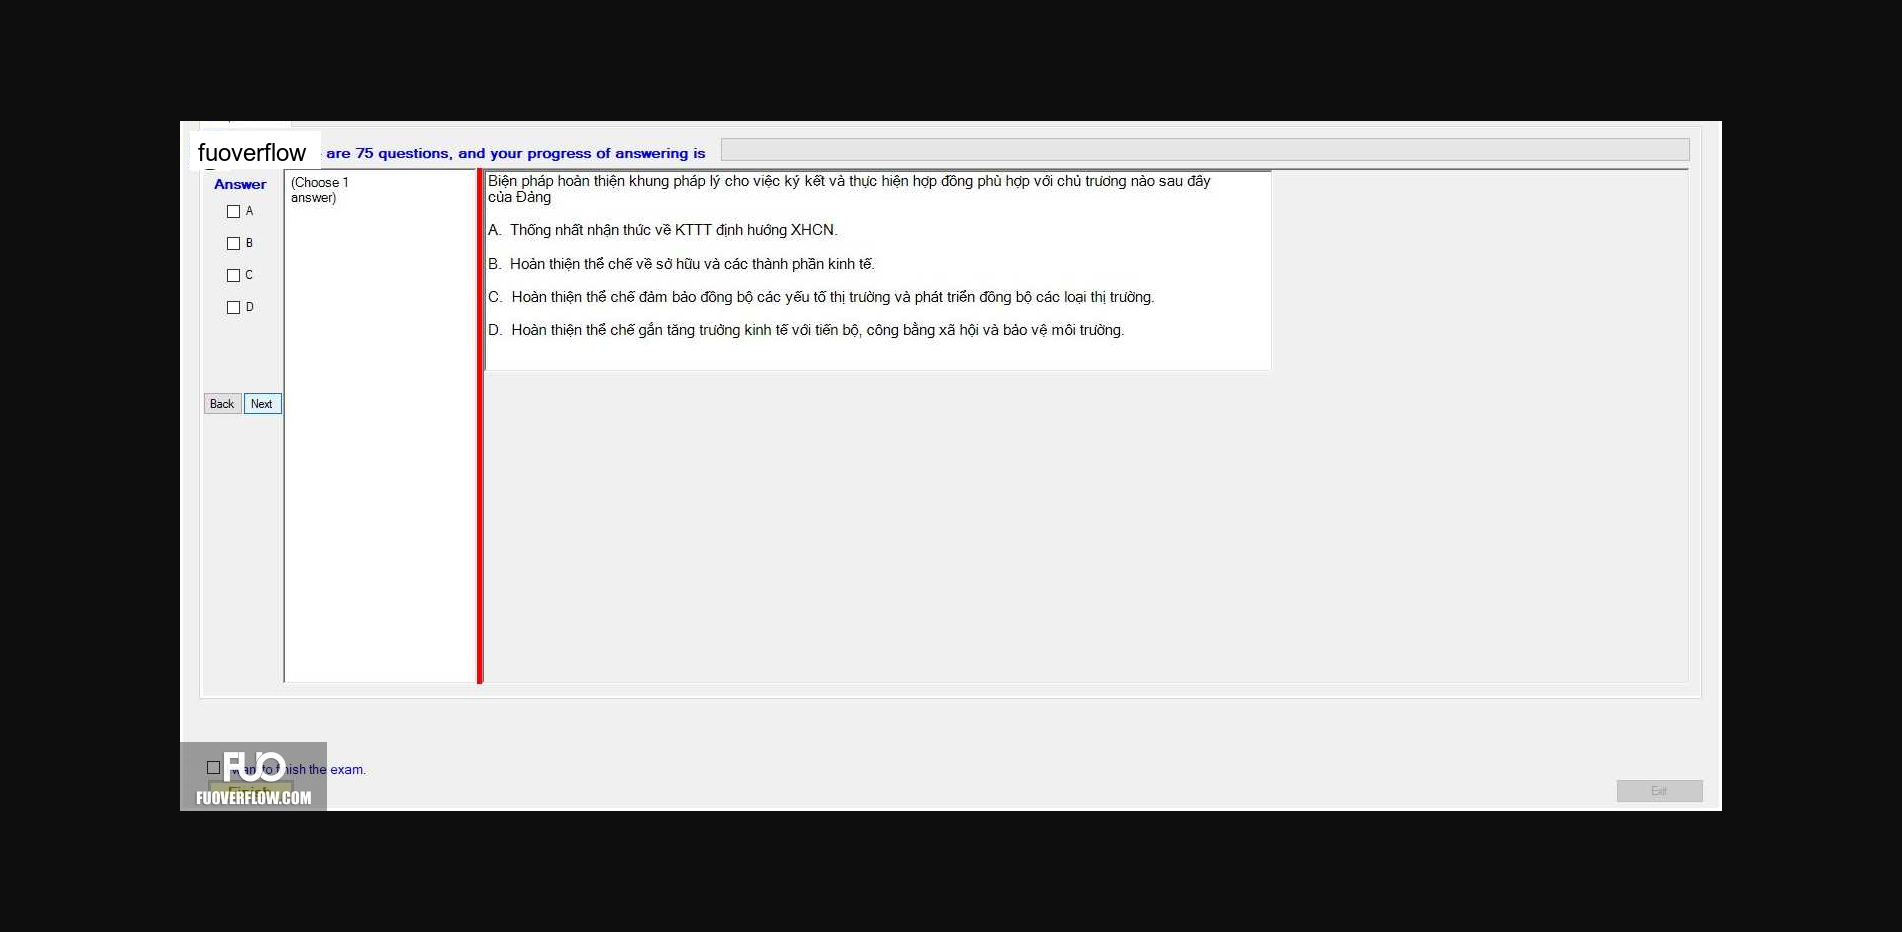 fuoverflow are 75 questions, and your progress of answering is
Answer
(Choose 1
answer)
A
B
C
D
Back Next
Biện pháp hoàn thiện khung pháp lý cho việc ký kết và thực hiện hợp đồng phù hợp với chủ trương nào sau đây
của Đảng
A. Thống nhất nhận thức về KTTT định hướng XHCN.
B. Hoàn thiện thể chế về sở hữu và các thành phần kinh tế.
C. Hoàn thiện thể chế đảm bảo đồng bộ các yếu tố thị trường và phát triển đồng bộ các loại thị trường.
D. Hoàn thiện thể chế gắn tăng trưởng kinh tế với tiến bộ, công bằng xã hội và bảo vệ môi trường.
FUO
to finish the exam.
Finish
FUOVERFLOW.COM
Exit